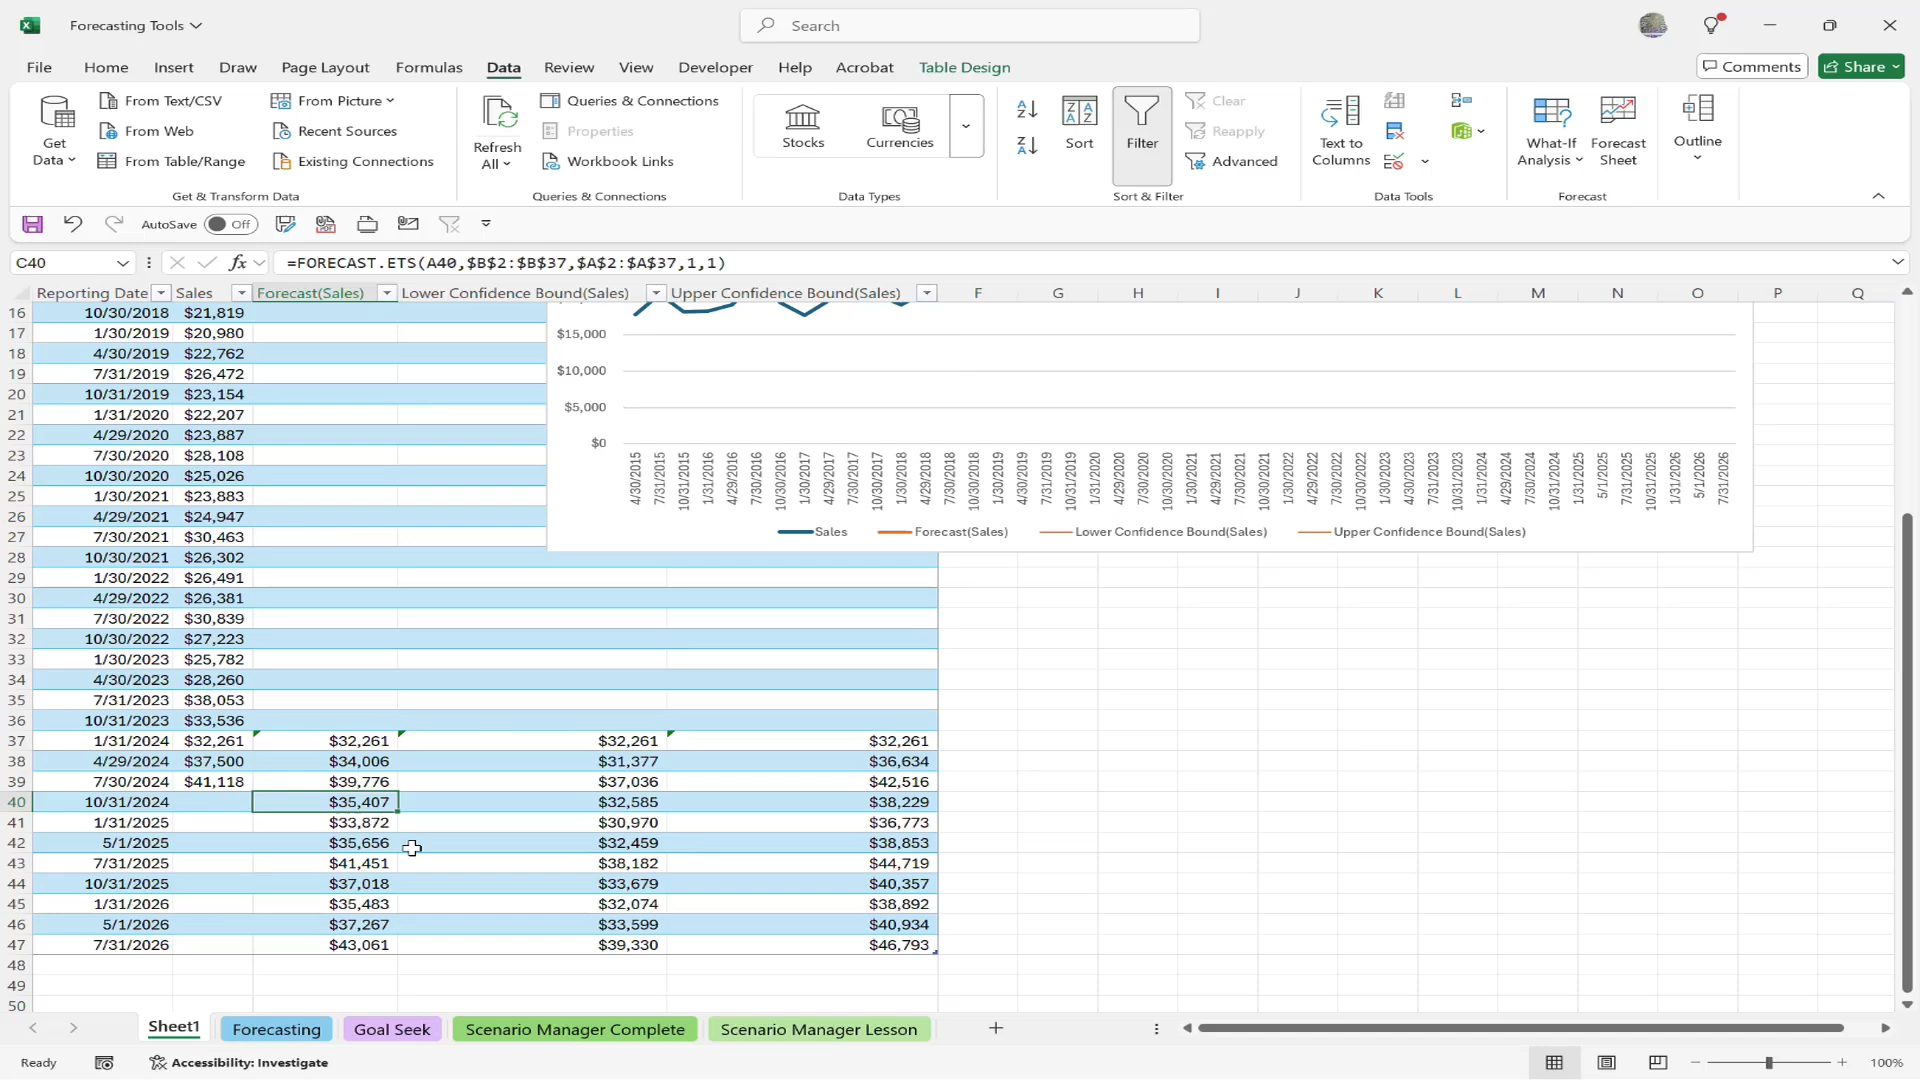 Forecasting Tools
Search
File Home Insert Draw Page Layout Formulas Data Review View Developer Help Acrobat Table Design Comments Share
Get Data
From Text/CSV
From Web
From Table/Range
From Picture
Recent Sources
Existing Connections
Get & Transform Data
Refresh All
Queries & Connections
Properties
Workbook Links
Queries & Connections
Stocks
Currencies
Data Types
Sort
Filter
Clear
Reapply
Advanced
Sort & Filter
Text to Columns
Data Tools
What-If Analysis
Forecast Sheet
Forecast
Outline
AutoSave Off
C40 fx =FORECAST.ETS(A40,$B$2:$B$37,$A$2:$A$37,1,1)
Reporting Date Sales Forecast(Sales) Lower Confidence Bound(Sales) Upper Confidence Bound(Sales) F G H I J K L M N O P Q
16 10/30/2018 $21,819
17 1/30/2019 $20,980
18 4/30/2019 $22,762
19 7/31/2019 $26,472
20 10/31/2019 $23,154
21 1/31/2020 $22,207
22 4/29/2020 $23,887
23 7/30/2020 $28,108
24 10/30/2020 $25,026
25 1/30/2021 $23,883
26 4/29/2021 $24,947
27 7/30/2021 $30,463
28 10/30/2021 $26,302
29 1/30/2022 $26,491
30 4/29/2022 $26,381
31 7/30/2022 $30,839
32 10/30/2022 $27,223
33 1/30/2023 $25,782
34 4/30/2023 $28,260
35 7/31/2023 $38,053
36 10/31/2023 $33,536
37 1/31/2024 $32,261 $32,261 $32,261 $32,261
38 4/29/2024 $37,500 $34,006 $31,377 $36,634
39 7/30/2024 $41,118 $39,776 $37,036 $42,516
40 10/31/2024 $35,407 $32,585 $38,229
41 1/31/2025 $33,872 $30,970 $36,773
42 5/1/2025 $35,656 $32,459 $38,853
43 7/31/2025 $41,451 $38,182 $44,719
44 10/31/2025 $37,018 $33,679 $40,357
45 1/31/2026 $35,483 $32,074 $38,892
46 5/1/2026 $37,267 $33,599 $40,934
47 7/31/2026 $43,061 $39,330 $46,793
48
49
50
$15,000
$10,000
$5,000
$0
4/30/2015 7/31/2015 10/31/2015 1/31/2016 4/29/2016 7/30/2016 10/30/2016 1/30/2017 4/29/2017 7/30/2017 10/30/2017 1/30/2018 4/29/2018 7/30/2018 10/30/2018 1/30/2019 4/30/2019 7/31/2019 10/31/2019 1/31/2020 4/29/2020 7/30/2020 10/30/2020 1/30/2021 4/29/2021 7/30/2021 10/30/2021 1/30/2022 4/29/2022 7/30/2022 10/30/2022 1/30/2023 4/30/2023 7/31/2023 10/31/2023 1/31/2024 4/29/2024 7/30/2024 10/31/2024 1/31/2025 5/1/2025 7/31/2025 10/31/2025 1/31/2026 5/1/2026 7/31/2026
Sales Forecast(Sales) Lower Confidence Bound(Sales) Upper Confidence Bound(Sales)
Sheet1 Forecasting Goal Seek Scenario Manager Complete Scenario Manager Lesson
Ready Accessibility: Investigate 100%